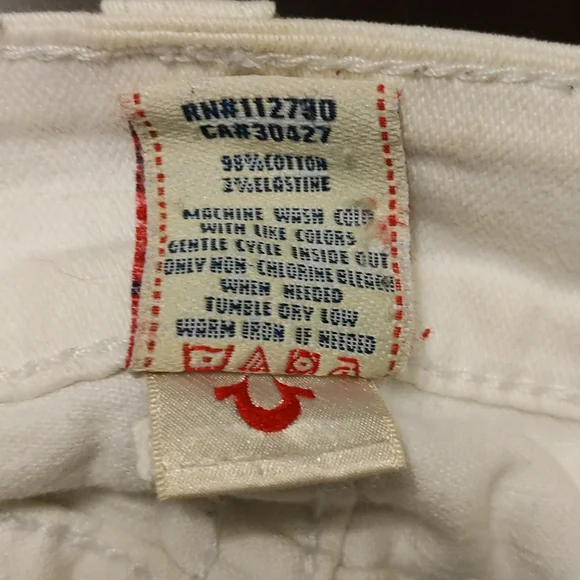 RN#112790
CA#30427
98%COTTON
2%ELASTINE
MACHINE WASH COLD
WITH LIKE COLORS
GENTLE CYCLE INSIDE OUT
ONLY NON-CHLORINE BLEACH
WHEN NEEDED
TUMBLE DRY LOW
WARM IRON IF NEEDED